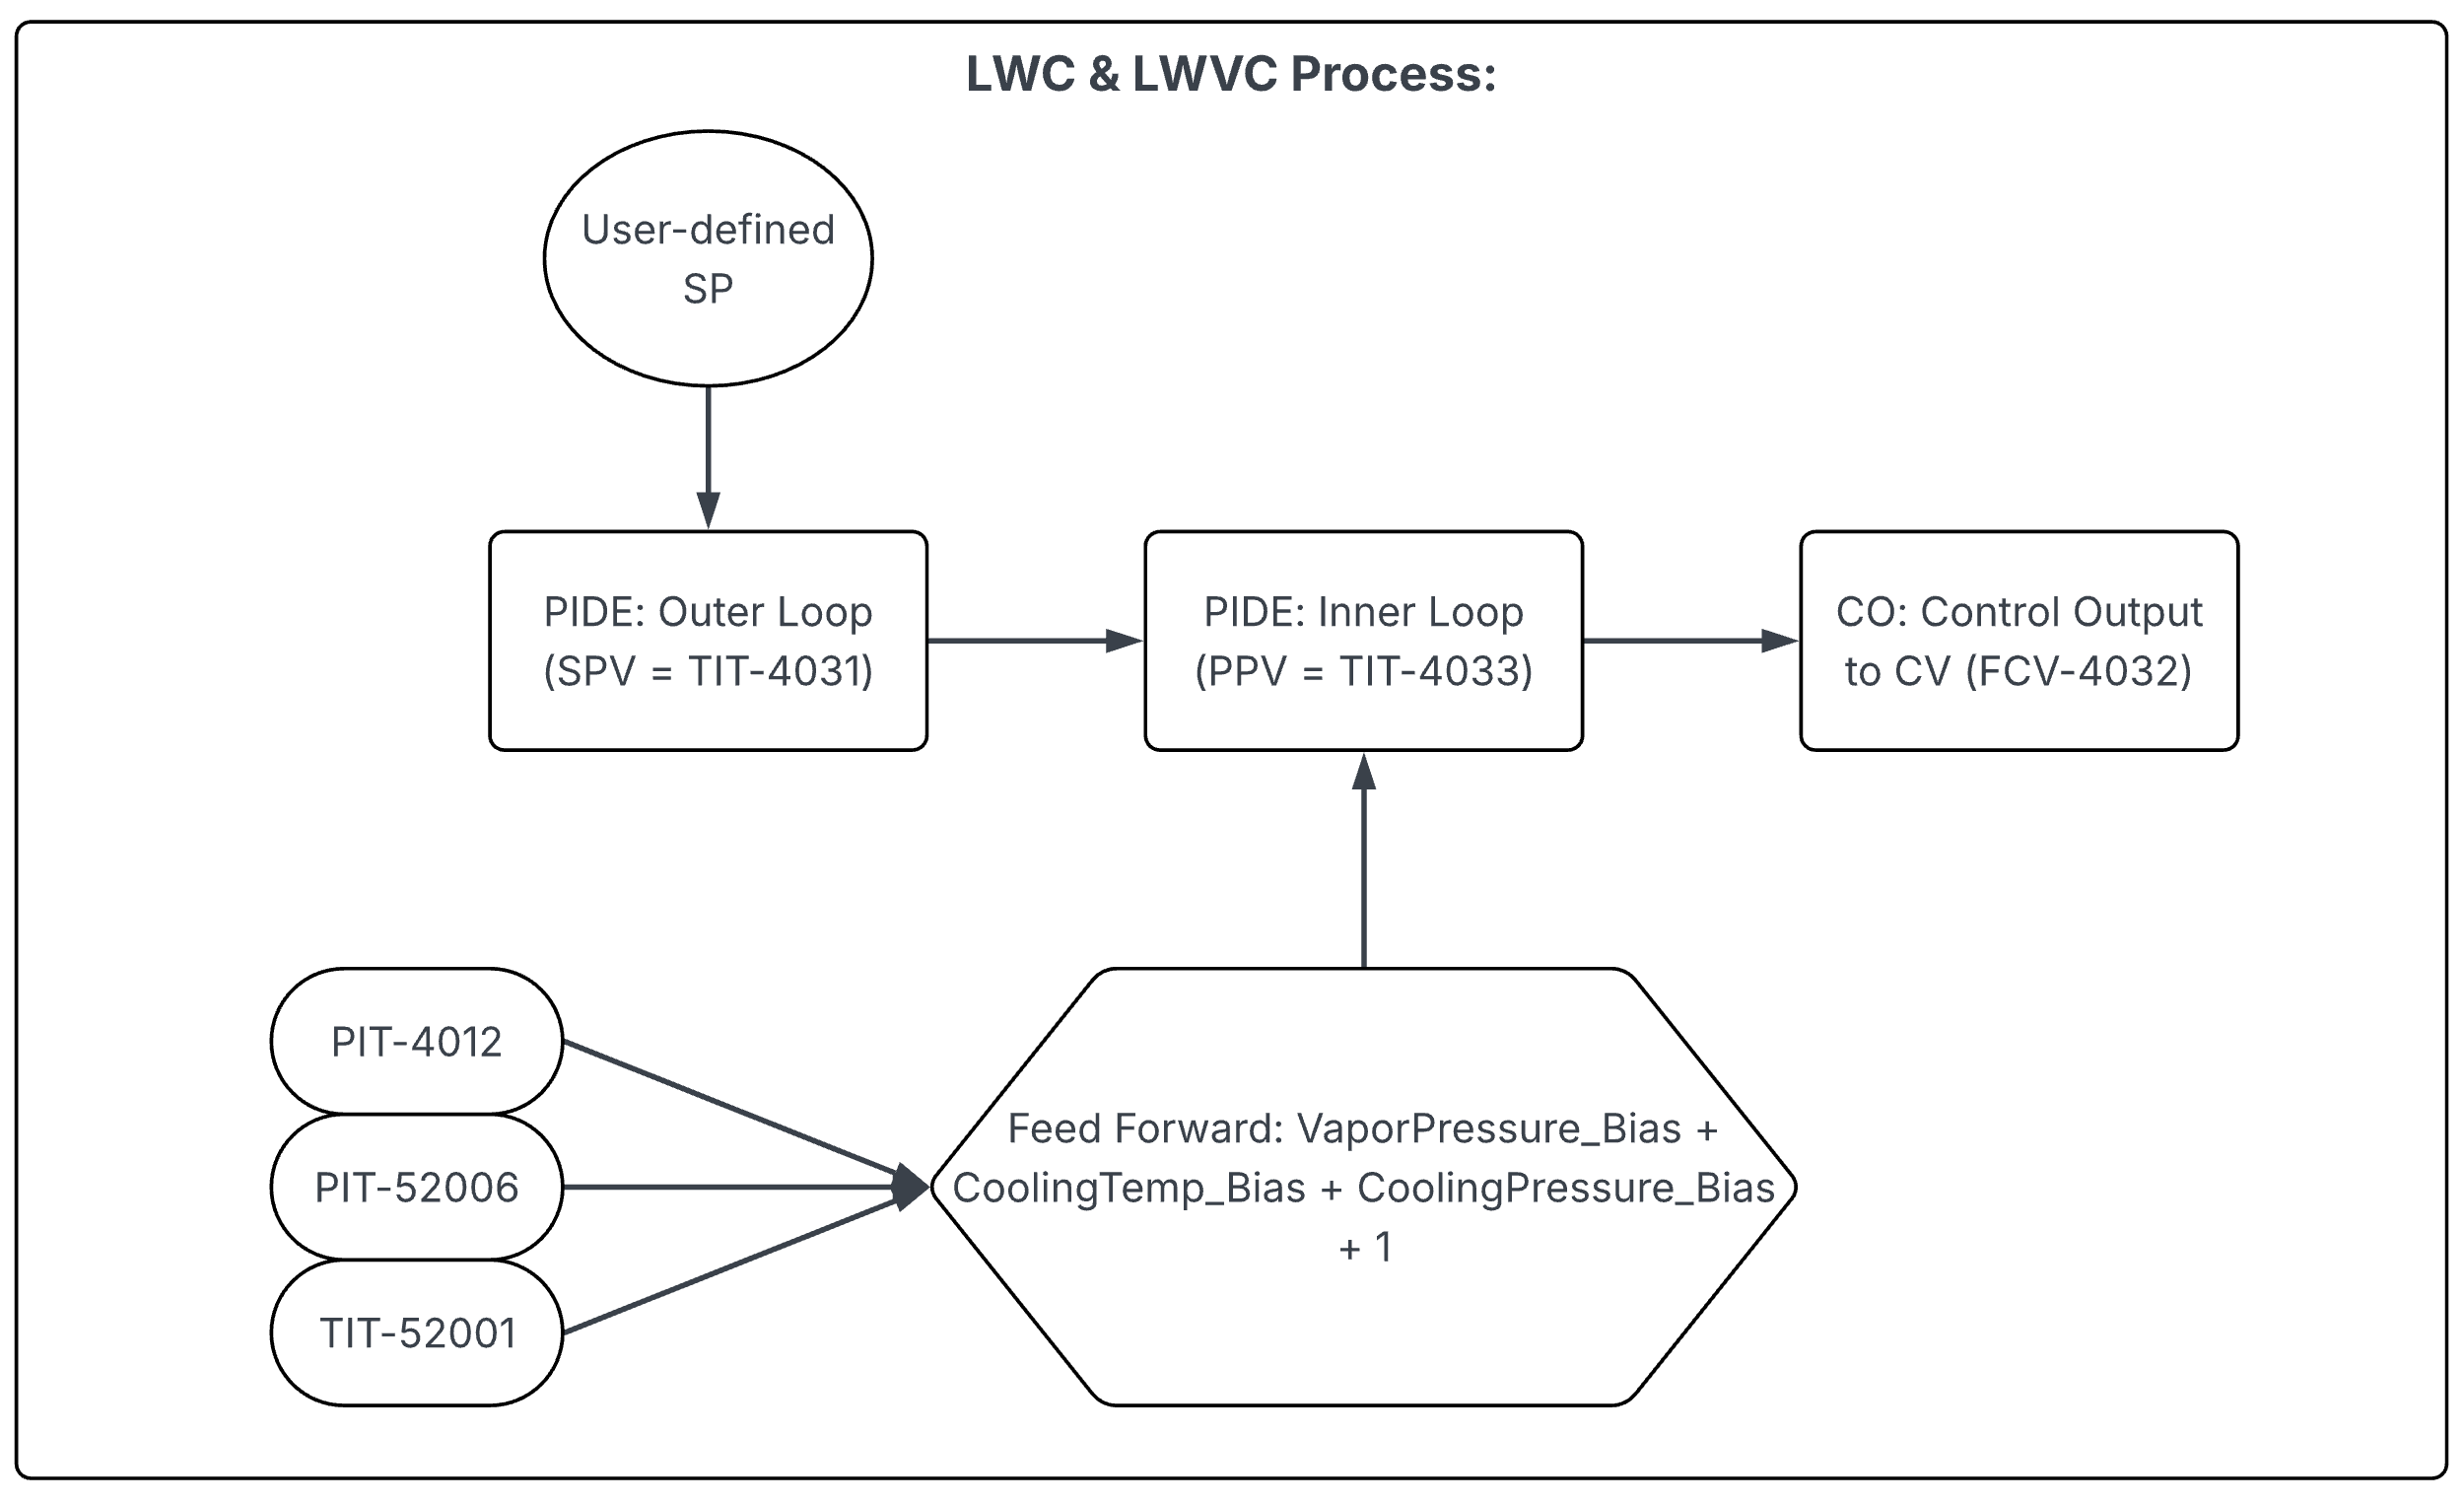 LWC & LWVC Process:
User-defined
SP
PIDE: Outer Loop
(SPV = TIT-4031)
PIDE: Inner Loop
(PPV = TIT-4033)
CO: Control Output
to CV (FCV-4032)
PIT-4012
PIT-52006
TIT-52001
Feed Forward: VaporPressure_Bias +
CoolingTemp_Bias + CoolingPressure_Bias
+ 1